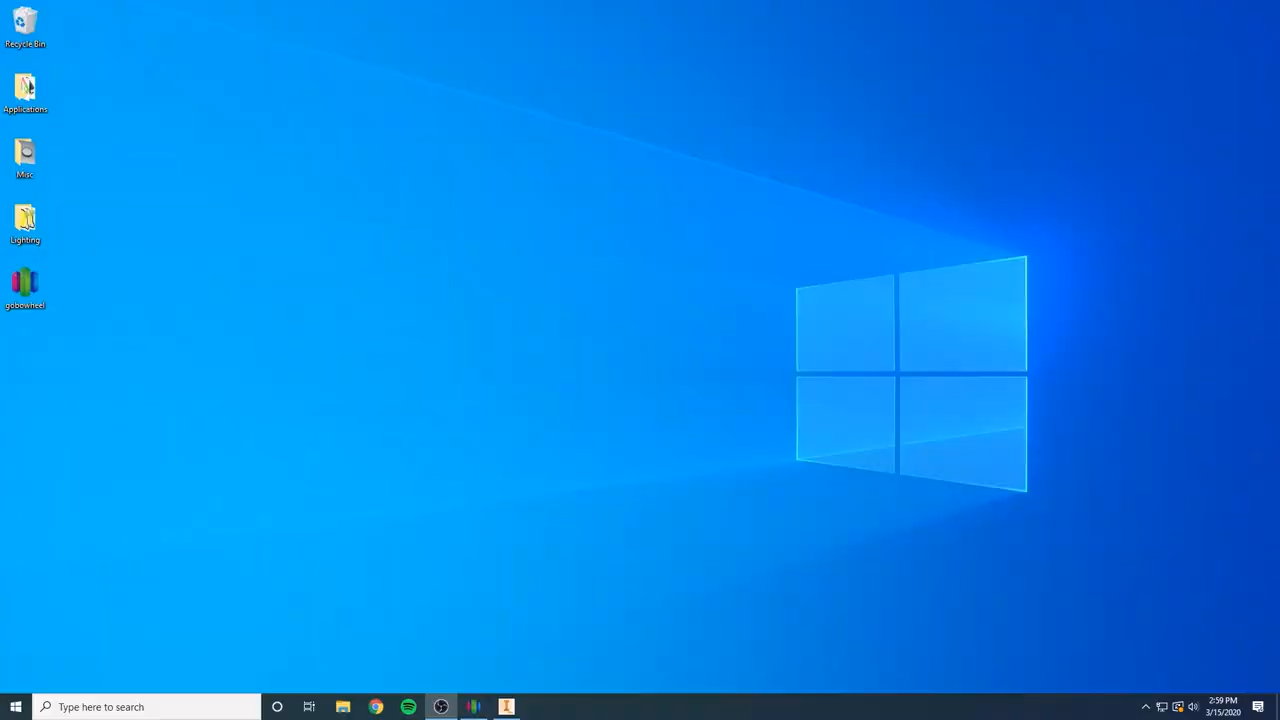 Recycle Bin
Applications
Misc
Lighting
gobowheel
Type here to search
2:59 PM
3/15/2020